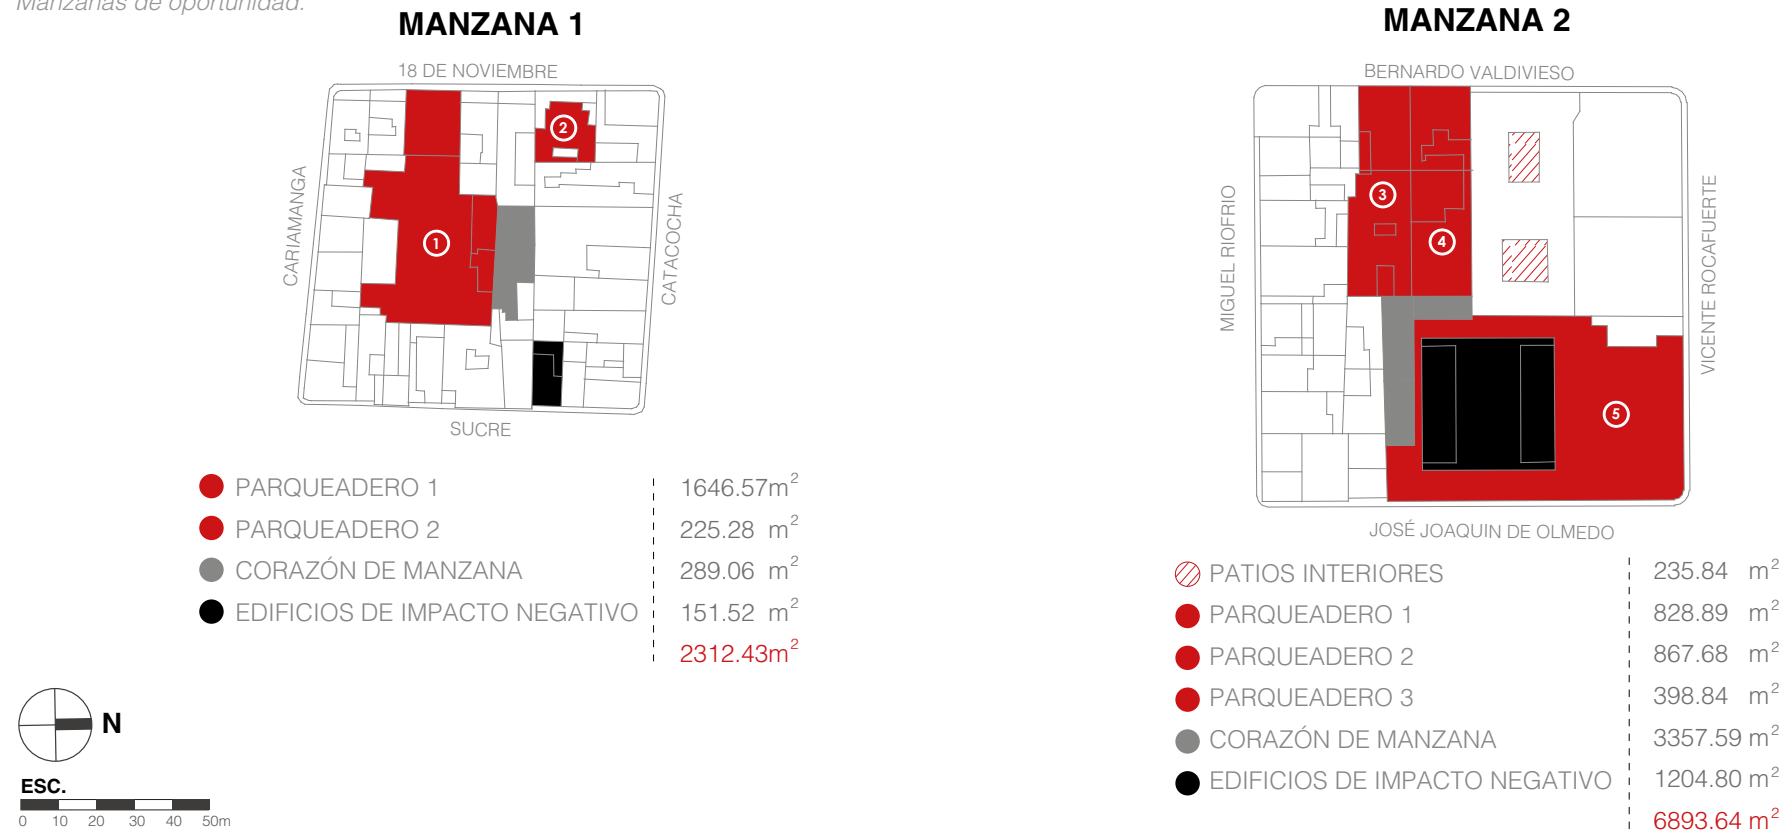 Manzanas de oportunidad.
MANZANA 1
18 DE NOVIEMBRE
CARIAMANGA
CATACOCHA
SUCRE
1
2
PARQUEADERO 1 1646.57m²
PARQUEADERO 2 225.28 m²
CORAZÓN DE MANZANA 289.06 m²
EDIFICIOS DE IMPACTO NEGATIVO 151.52 m²
2312.43m²
N
ESC.
0 10 20 30 40 50m
MANZANA 2
BERNARDO VALDIVIESO
MIGUEL RIOFRIO
VICENTE ROCAFUERTE
JOSÉ JOAQUIN DE OLMEDO
3
4
5
PATIOS INTERIORES 235.84 m²
PARQUEADERO 1 828.89 m²
PARQUEADERO 2 867.68 m²
PARQUEADERO 3 398.84 m²
CORAZÓN DE MANZANA 3357.59 m²
EDIFICIOS DE IMPACTO NEGATIVO 1204.80 m²
6893.64 m²